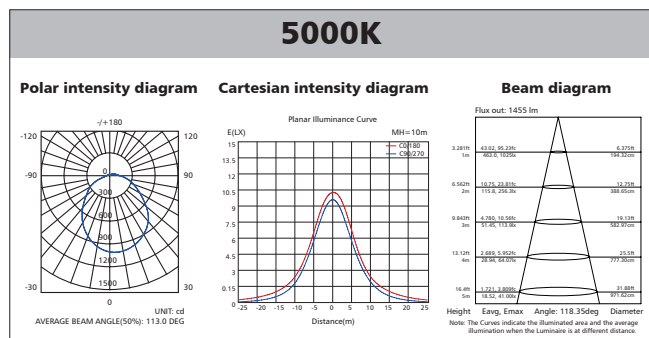 5000K
Polar intensity diagram
-/+180
-120
120
-90
90
0
300
600
900
1200
1500
-30
30
0
UNIT: cd
AVERAGE BEAM ANGLE(50%): 113.0 DEG
Cartesian intensity diagram
Planar Illuminance Curve
E(LX)
MH=10m
C0/180
C90/270
15
13.5
12
10.5
9
7.5
6
4.5
3
0.15
0
-25 -20 -15 -10 -5 0 5 10 15 20 25
Distance(m)
Beam diagram
Flux out: 1455 lm
3.281ft 43.02, 95.23fc 6.375ft
1m 463.0, 1025lx 194.32cm
6.562ft 10.75, 23.81fc 12.75ft
2m 115.8, 256.3lx 388.65cm
9.843ft 4.780, 10.56fc 19.13ft
3m 51.45, 113.9lx 582.97cm
13.12ft 2.689, 5.952fc 25.5ft
4m 28.94, 64.07lx 777.30cm
16.4ft 1.721, 3.809fc 31.88ft
5m 18.52, 41.00lx 971.62cm
Height Eavg, Emax Angle: 118.35deg Diameter
Note: The Curves indicate the illuminated area and the average
illumination when the Luminaire is at different distance.